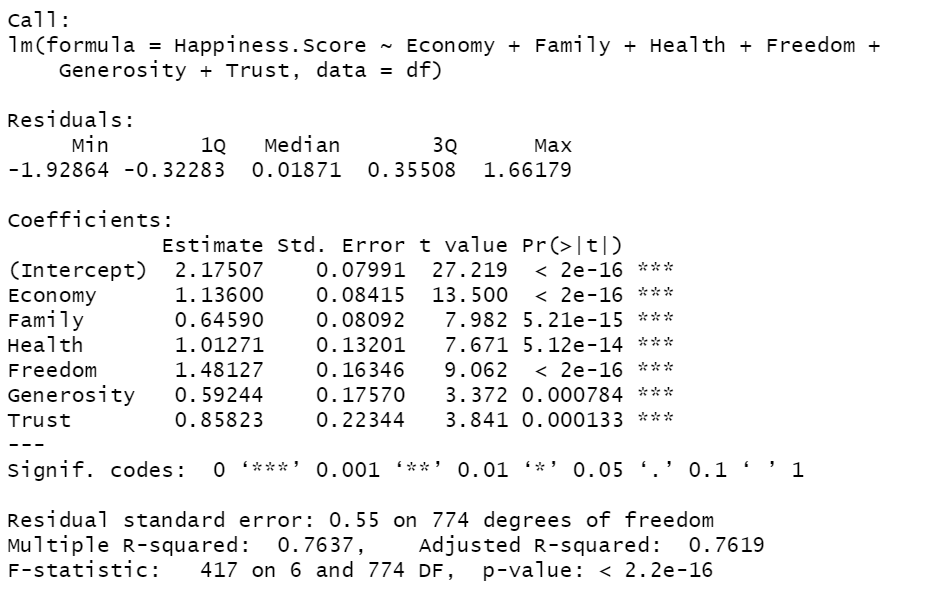 Call:
lm(formula = Happiness.Score ~ Economy + Family + Health + Freedom +
    Generosity + Trust, data = df)

Residuals:
     Min       1Q   Median       3Q      Max
-1.92864 -0.32283  0.01871  0.35508  1.66179

Coefficients:
            Estimate Std. Error t value Pr(>|t|)
(Intercept)  2.17507    0.07991  27.219  < 2e-16 ***
Economy      1.13600    0.08415  13.500  < 2e-16 ***
Family       0.64590    0.08092   7.982 5.21e-15 ***
Health       1.01271    0.13201   7.671 5.12e-14 ***
Freedom      1.48127    0.16346   9.062  < 2e-16 ***
Generosity   0.59244    0.17570   3.372 0.000784 ***
Trust        0.85823    0.22344   3.841 0.000133 ***
---
Signif. codes:  0 ‘***’ 0.001 ‘**’ 0.01 ‘*’ 0.05 ‘.’ 0.1 ‘ ’ 1

Residual standard error: 0.55 on 774 degrees of freedom
Multiple R-squared:  0.7637,    Adjusted R-squared:  0.7619
F-statistic:   417 on 6 and 774 DF,  p-value: < 2.2e-16